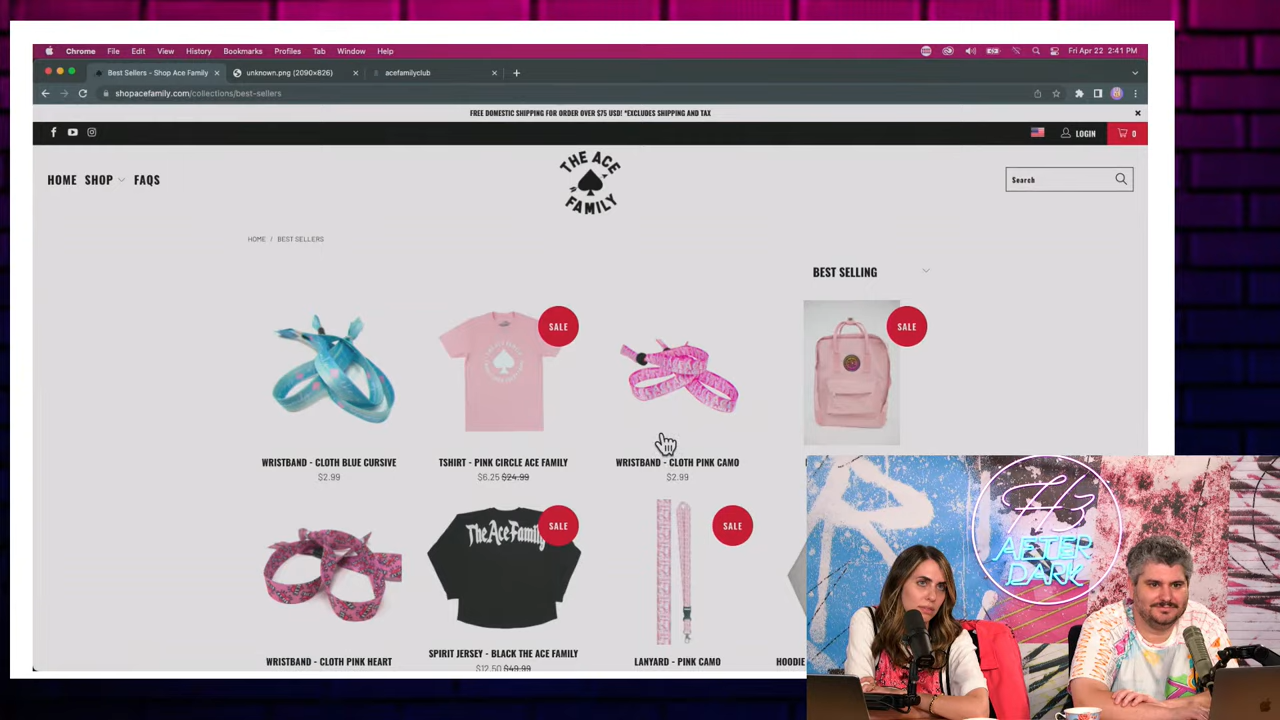 Chrome File Edit View History Bookmarks Profiles Tab Window Help
Fri Apr 22 2:41 PM
Best Sellers - Shop Ace Family
unknown.png (2090×826)
acefamilyclub
shopacefamily.com/collections/best-sellers
FREE DOMESTIC SHIPPING FOR ORDER OVER $75 USD! *EXCLUDES SHIPPING AND TAX
LOGIN
0
HOME SHOP FAQS
THE ACE
FAMILY
Search
HOME / BEST SELLERS
BEST SELLING
SALE
SALE
WRISTBAND - CLOTH BLUE CURSIVE
TSHIRT - PINK CIRCLE ACE FAMILY
WRISTBAND - CLOTH PINK CAMO
$2.99
$6.25 $24.99
$2.99
The Ace Family
SALE
SALE
WRISTBAND - CLOTH PINK HEART
SPIRIT JERSEY - BLACK THE ACE FAMILY
LANYARD - PINK CAMO
HOODIE
$12.50 $49.99
H3
AFTER
DARK